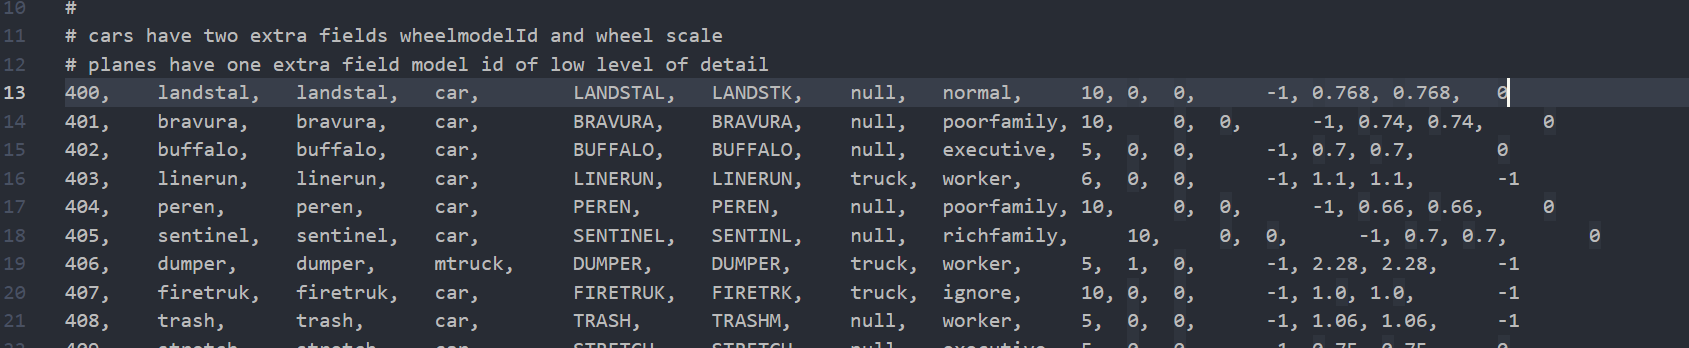 10 #
11 # cars have two extra fields wheelmodelId and wheel scale
12 # planes have one extra field model id of low level of detail
13 400, landstal, landstal, car, LANDSTAL, LANDSTK, null, normal, 10, 0, 0, -1, 0.768, 0.768, 0
14 401, bravura, bravura, car, BRAVURA, BRAVURA, null, poorfamily, 10, 0, 0, -1, 0.74, 0.74, 0
15 402, buffalo, buffalo, car, BUFFALO, BUFFALO, null, executive, 5, 0, 0, -1, 0.7, 0.7, 0
16 403, linerun, linerun, car, LINERUN, LINERUN, truck, worker, 6, 0, 0, -1, 1.1, 1.1, -1
17 404, peren, peren, car, PEREN, PEREN, null, poorfamily, 10, 0, 0, -1, 0.66, 0.66, 0
18 405, sentinel, sentinel, car, SENTINEL, SENTINL, null, richfamily, 10, 0, 0, -1, 0.7, 0.7, 0
19 406, dumper, dumper, mtruck, DUMPER, DUMPER, truck, worker, 5, 1, 0, -1, 2.28, 2.28, -1
20 407, firetruk, firetruk, car, FIRETRUK, FIRETRK, truck, ignore, 10, 0, 0, -1, 1.0, 1.0, -1
21 408, trash, trash, car, TRASH, TRASHM, null, worker, 5, 0, 0, -1, 1.06, 1.06, -1